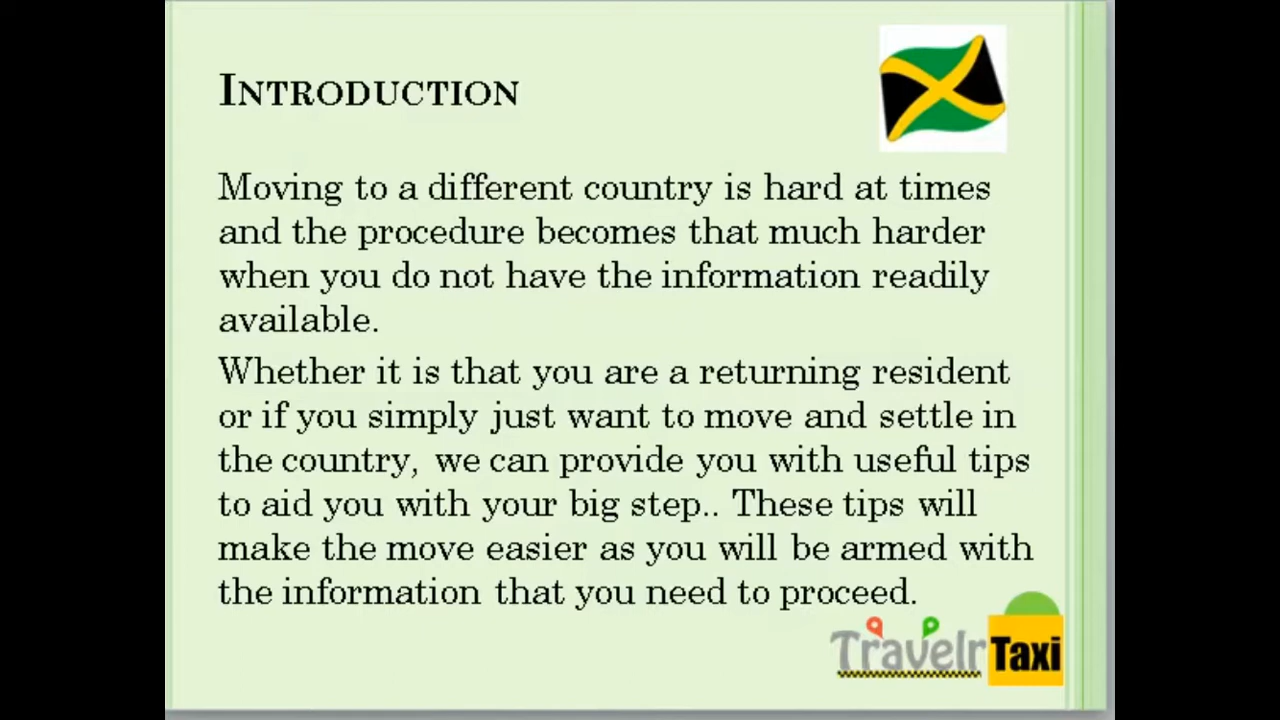 INTRODUCTION
Moving to a different country is hard at times
and the procedure becomes that much harder
when you do not have the information readily
available.
Whether it is that you are a returning resident
or if you simply just want to move and settle in
the country, we can provide you with useful tips
to aid you with your big step.. These tips will
make the move easier as you will be armed with
the information that you need to proceed.
Travelr Taxi